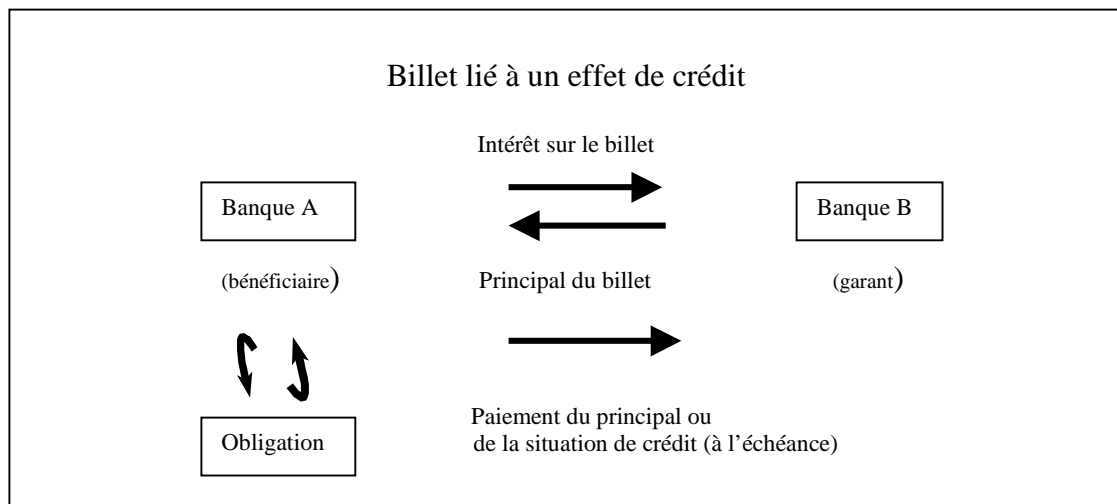 Billet lié à un effet de crédit
Intérêt sur le billet
Banque A
Banque B
(bénéficiaire)
Principal du billet
(garant)
Obligation
Paiement du principal ou
de la situation de crédit (à l'échéance)